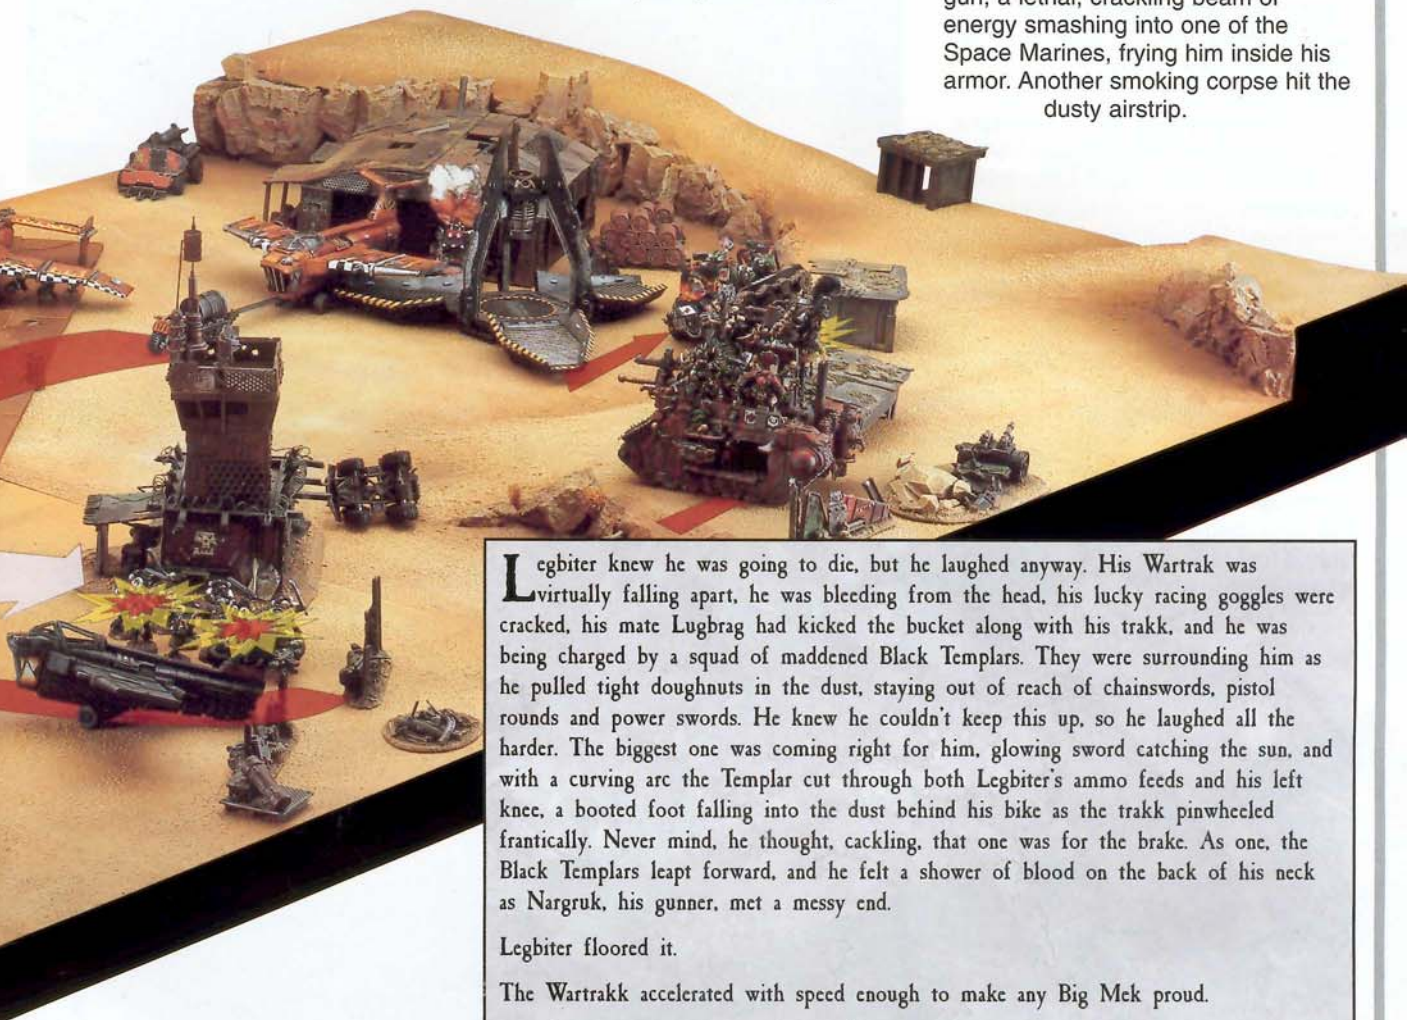 gun, a lethal, crackling beam of
energy smashing into one of the
Space Marines, frying him inside his
armor. Another smoking corpse hit the
dusty airstrip.
Legbiter knew he was going to die, but he laughed anyway. His Wartrak was
virtually falling apart, he was bleeding from the head, his lucky racing goggles were
cracked, his mate Lugbrag had kicked the bucket along with his trakk, and he was
being charged by a squad of maddened Black Templars. They were surrounding him as
he pulled tight doughnuts in the dust, staying out of reach of chainswords, pistol
rounds and power swords. He knew he couldn't keep this up, so he laughed all the
harder. The biggest one was coming right for him, glowing sword catching the sun, and
with a curving arc the Templar cut through both Legbiter's ammo feeds and his left
knee, a booted foot falling into the dust behind his bike as the trakk pinwheeled
frantically. Never mind, he thought, cackling, that one was for the brake. As one, the
Black Templars leapt forward, and he felt a shower of blood on the back of his neck
as Nargruk, his gunner, met a messy end.
Legbiter floored it.
The Wartrakk accelerated with speed enough to make any Big Mek proud.